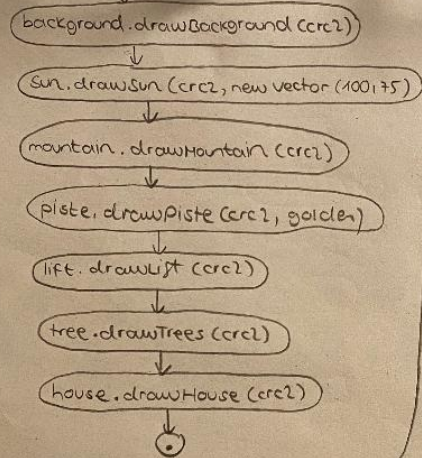 background.drawBackground (crc2)
sun.drawSun (crc2, new vector (100,75)
mountain.drawMountain (crc2)
piste.drawPiste (crc2, golden)
lift.drawList (crc2)
tree.drawTrees (crc2)
house.drawHouse (crc2)